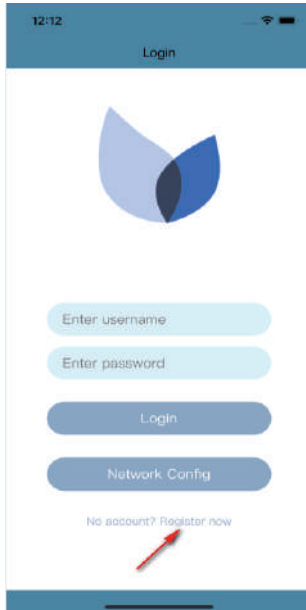 12:12
Login
Enter username
Enter password
Login
Network Config
No account? Register now